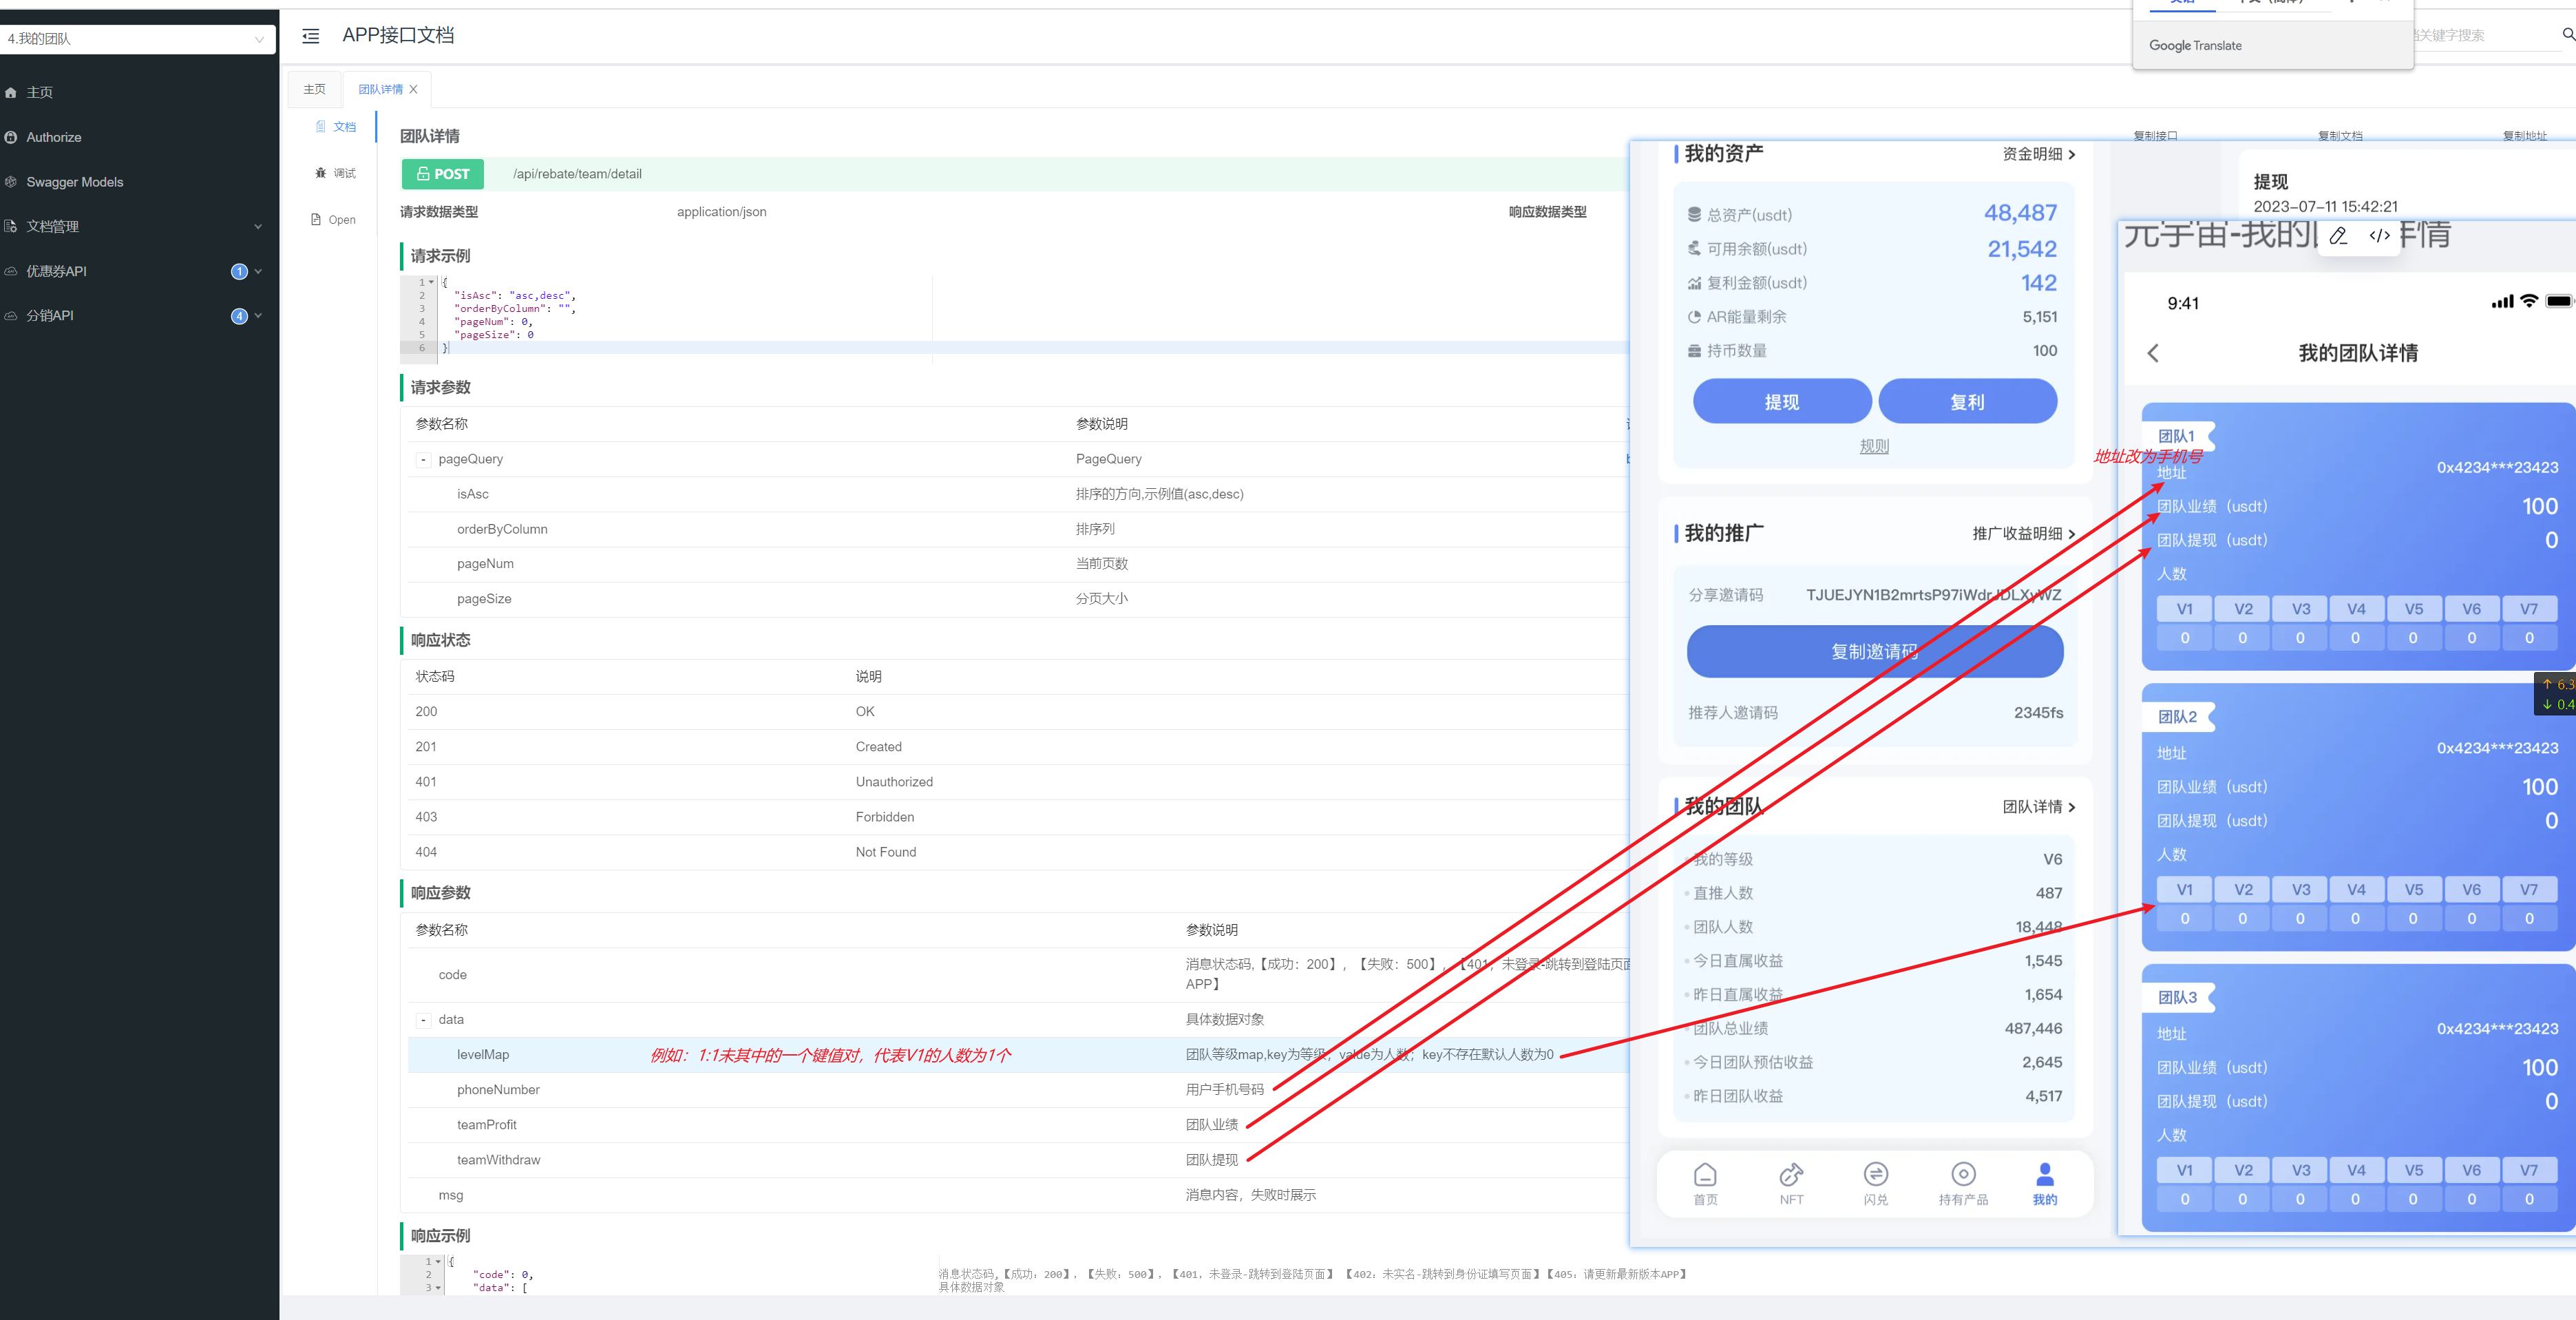 4.我的团队
主页
Authorize
Swagger Models
文档管理
优惠券API
1
分销API
4
APP接口文档
Google Translate
关键字搜索
主页
团队详情
文档
调试
Open
团队详情
复制接口
复制文档
复制地址
POST
/api/rebate/team/detail
请求数据类型
application/json
响应数据类型
请求示例
1 {
2 "isAsc": "asc,desc",
3 "orderByColumn": "",
4 "pageNum": 0,
5 "pageSize": 0
6 }
请求参数
参数名称 参数说明
- pageQuery PageQuery
isAsc 排序的方向,示例值(asc,desc)
orderByColumn 排序列
pageNum 当前页数
pageSize 分页大小
响应状态
状态码 说明
200 OK
201 Created
401 Unauthorized
403 Forbidden
404 Not Found
响应参数
参数名称 参数说明
code 消息状态码,【成功：200】，【失败：500】，【401，未登录-跳转到登陆页面
APP】
- data 具体数据对象
levelMap 例如：1:1未其中的一个键值对，代表V1的人数为1个 团队等级map,key为等级，value为人数；key不存在默认人数为0
phoneNumber 用户手机号码
teamProfit 团队业绩
teamWithdraw 团队提现
msg 消息内容，失败时展示
响应示例
1 {
2 "code": 0, 消息状态码,【成功：200】，【失败：500】，【401，未登录-跳转到登陆页面】 【402：未实名-跳转到身份证填写页面】【405：请更新最新版本APP】
3 "data": [ 具体数据对象
我的资产 资金明细
总资产(usdt) 48,487
可用余额(usdt) 21,542
复利金额(usdt) 142
AR能量剩余 5,151
持币数量 100
提现 复利
规则
我的推广 推广收益明细
分享邀请码 TJUEJYN1B2mrtsP97iWdrJDLXyWZ
复制邀请码
推荐人邀请码 2345fs
我的团队 团队详情
我的等级 V6
直推人数 487
团队人数 18,448
今日直属收益 1,545
昨日直属收益 1,654
团队总业绩 487,446
今日团队预估收益 2,645
昨日团队收益 4,517
首页 NFT 闪兑 持有产品 我的
提现
2023-07-11 15:42:21
元宇宙-我的 详情
9:41
我的团队详情
团队1
地址改为手机号
地址 0x4234***23423
团队业绩（usdt） 100
团队提现（usdt） 0
人数
V1 V2 V3 V4 V5 V6 V7
0 0 0 0 0 0 0
↑ 6.3
↓ 0.4
团队2
地址 0x4234***23423
团队业绩（usdt） 100
团队提现（usdt） 0
人数
V1 V2 V3 V4 V5 V6 V7
0 0 0 0 0 0 0
团队3
地址 0x4234***23423
团队业绩（usdt） 100
团队提现（usdt） 0
人数
V1 V2 V3 V4 V5 V6 V7
0 0 0 0 0 0 0